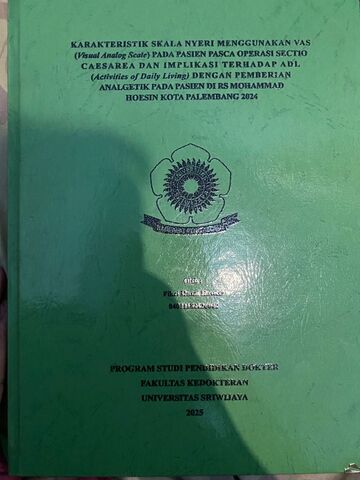 KARAKTERISTIK SKALA NYERI MENGGUNAKAN VAS
(Visual Analog Scale) PADA PASIEN PASCA OPERASI SECTIO
CAESAREA DAN IMPLIKASI TERHADAP ADL
(Activities of Daily Living) DENGAN PEMBERIAN
ANALGETIK PADA PASIEN DI RS MOHAMMAD
HOESIN KOTA PALEMBANG 2024
Oleh:
PROGRAM STUDI PENDIDIKAN DOKTER
FAKULTAS KEDOKTERAN
UNIVERSITAS SRIWIJAYA
2025